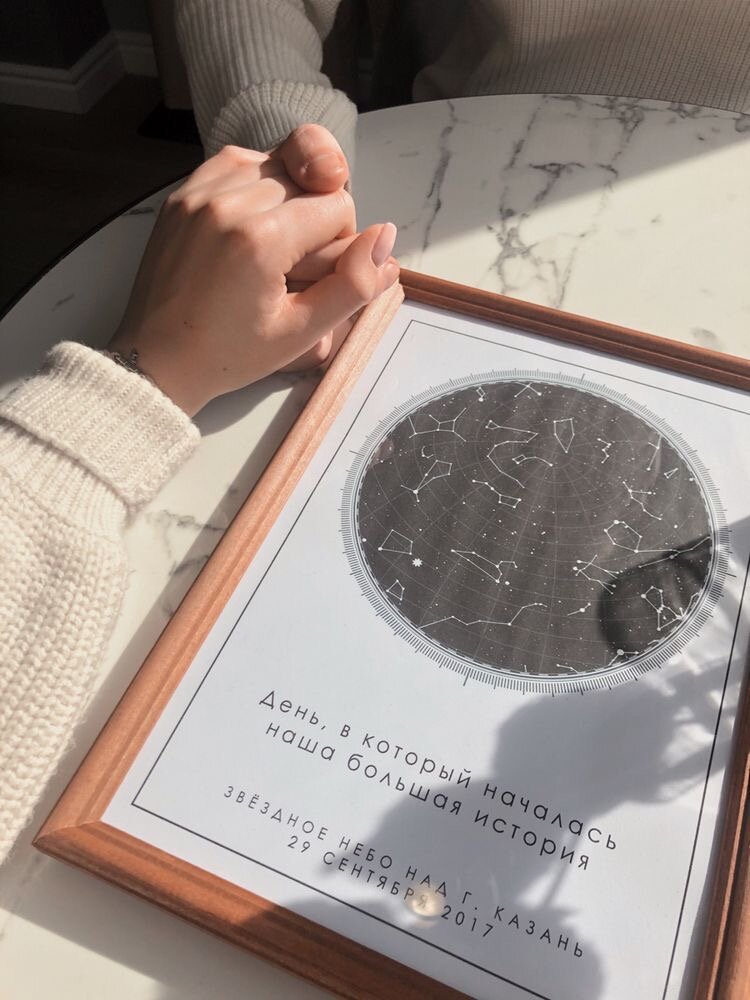 день, в который началась
наша большая история
ЗВЁЗДНОЕ НЕБО НАД Г. КАЗАНЬ
29 СЕНТЯБРЯ 2017